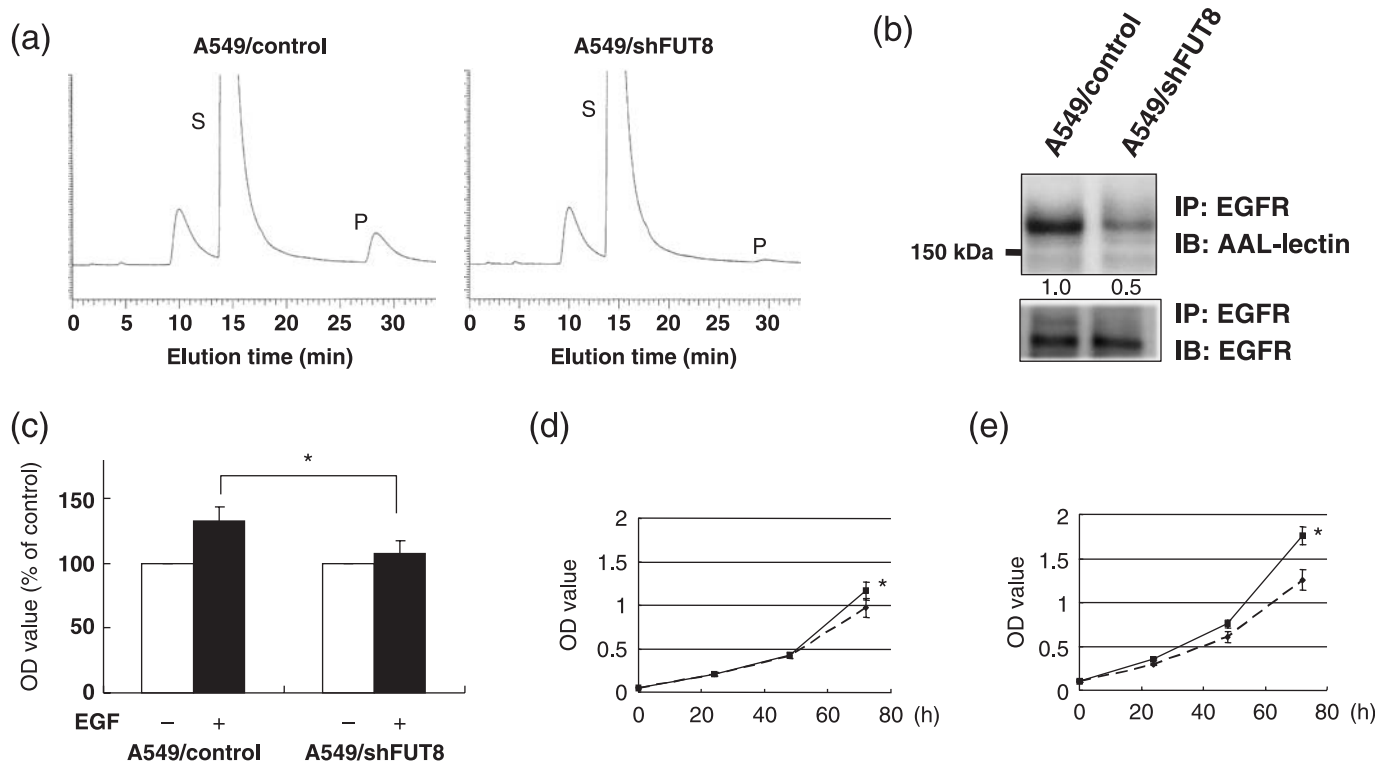 (a)
A549/control
S
P
0 5 10 15 20 25 30
Elution time (min)
A549/shFUT8
S
P
0 5 10 15 20 25 30
Elution time (min)
(b)
A549/control
A549/shFUT8
150 kDa
IP: EGFR
IB: AAL-lectin
1.0 0.5
IP: EGFR
IB: EGFR
(c)
OD value (% of control)
150
100
50
0
*
EGF − + − +
A549/control A549/shFUT8
(d)
OD value
2
1.5
1
0.5
0
*
0 20 40 60 80 (h)
(e)
OD value
2
1.5
1
0.5
0
*
0 20 40 60 80 (h)